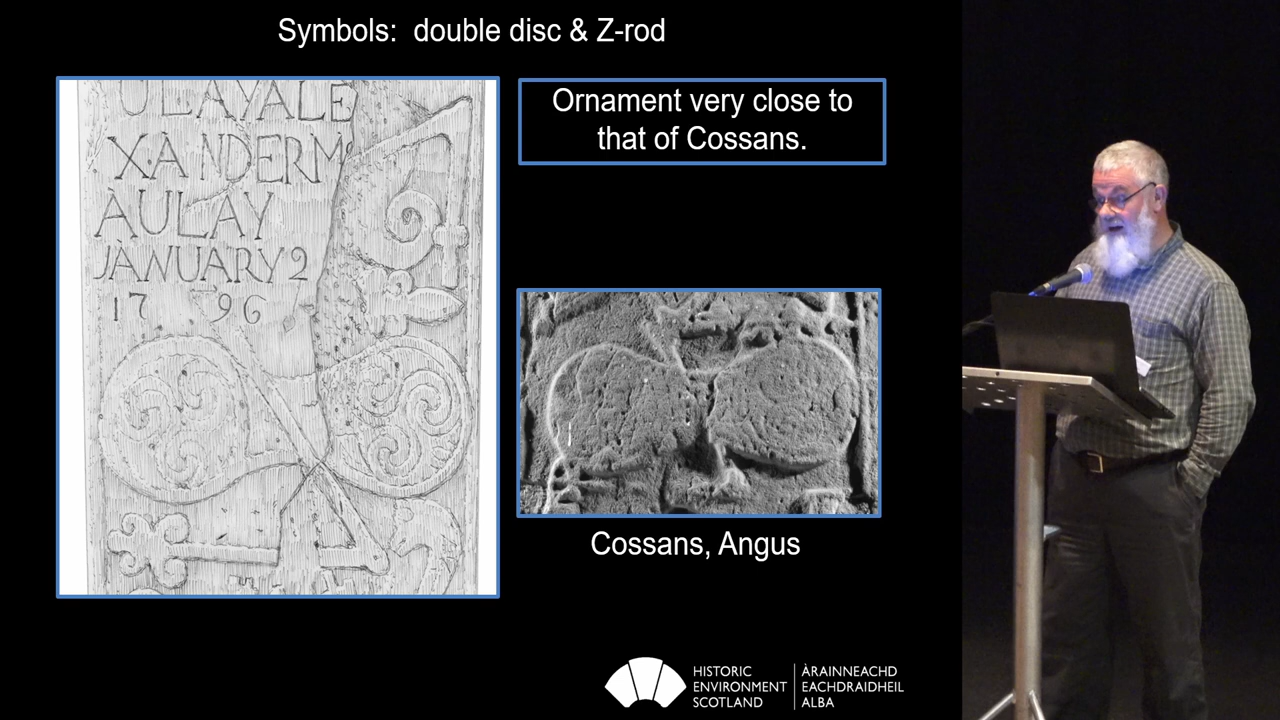 Symbols:  double disc & Z-rod
ULAYALE
XANDERMc
AULAY
JANUARY 2
17 96
Ornament very close to
that of Cossans.
Cossans, Angus
HISTORIC
ENVIRONMENT
SCOTLAND
ÀRAINNEACHD
EACHDRAIDHEIL
ALBA